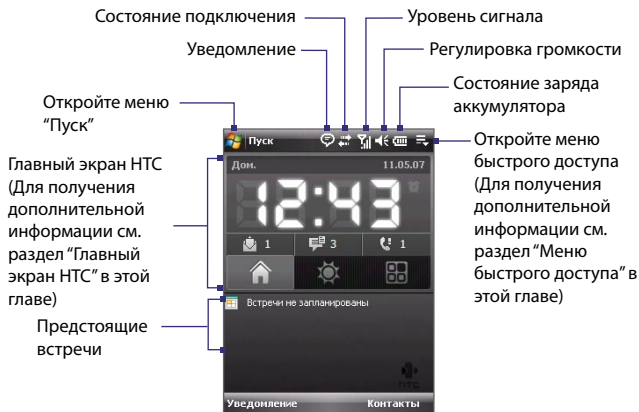 Состояние подключения
Уровень сигнала
Уведомление
Регулировка громкости
Состояние заряда
аккумулятора
Откройте меню
“Пуск”
Откройте меню
быстрого доступа
(Для получения
дополнительной
информации см.
раздел “Меню
быстрого доступа” в
этой главе)
Главный экран HTC
(Для получения
дополнительной
информации см.
раздел “Главный
экран HTC” в этой
главе)
Предстоящие
встречи
Пуск
Дом.
11.05.07
12:43
1
3
1
Встречи не запланированы
hTC
Уведомление
Контакты